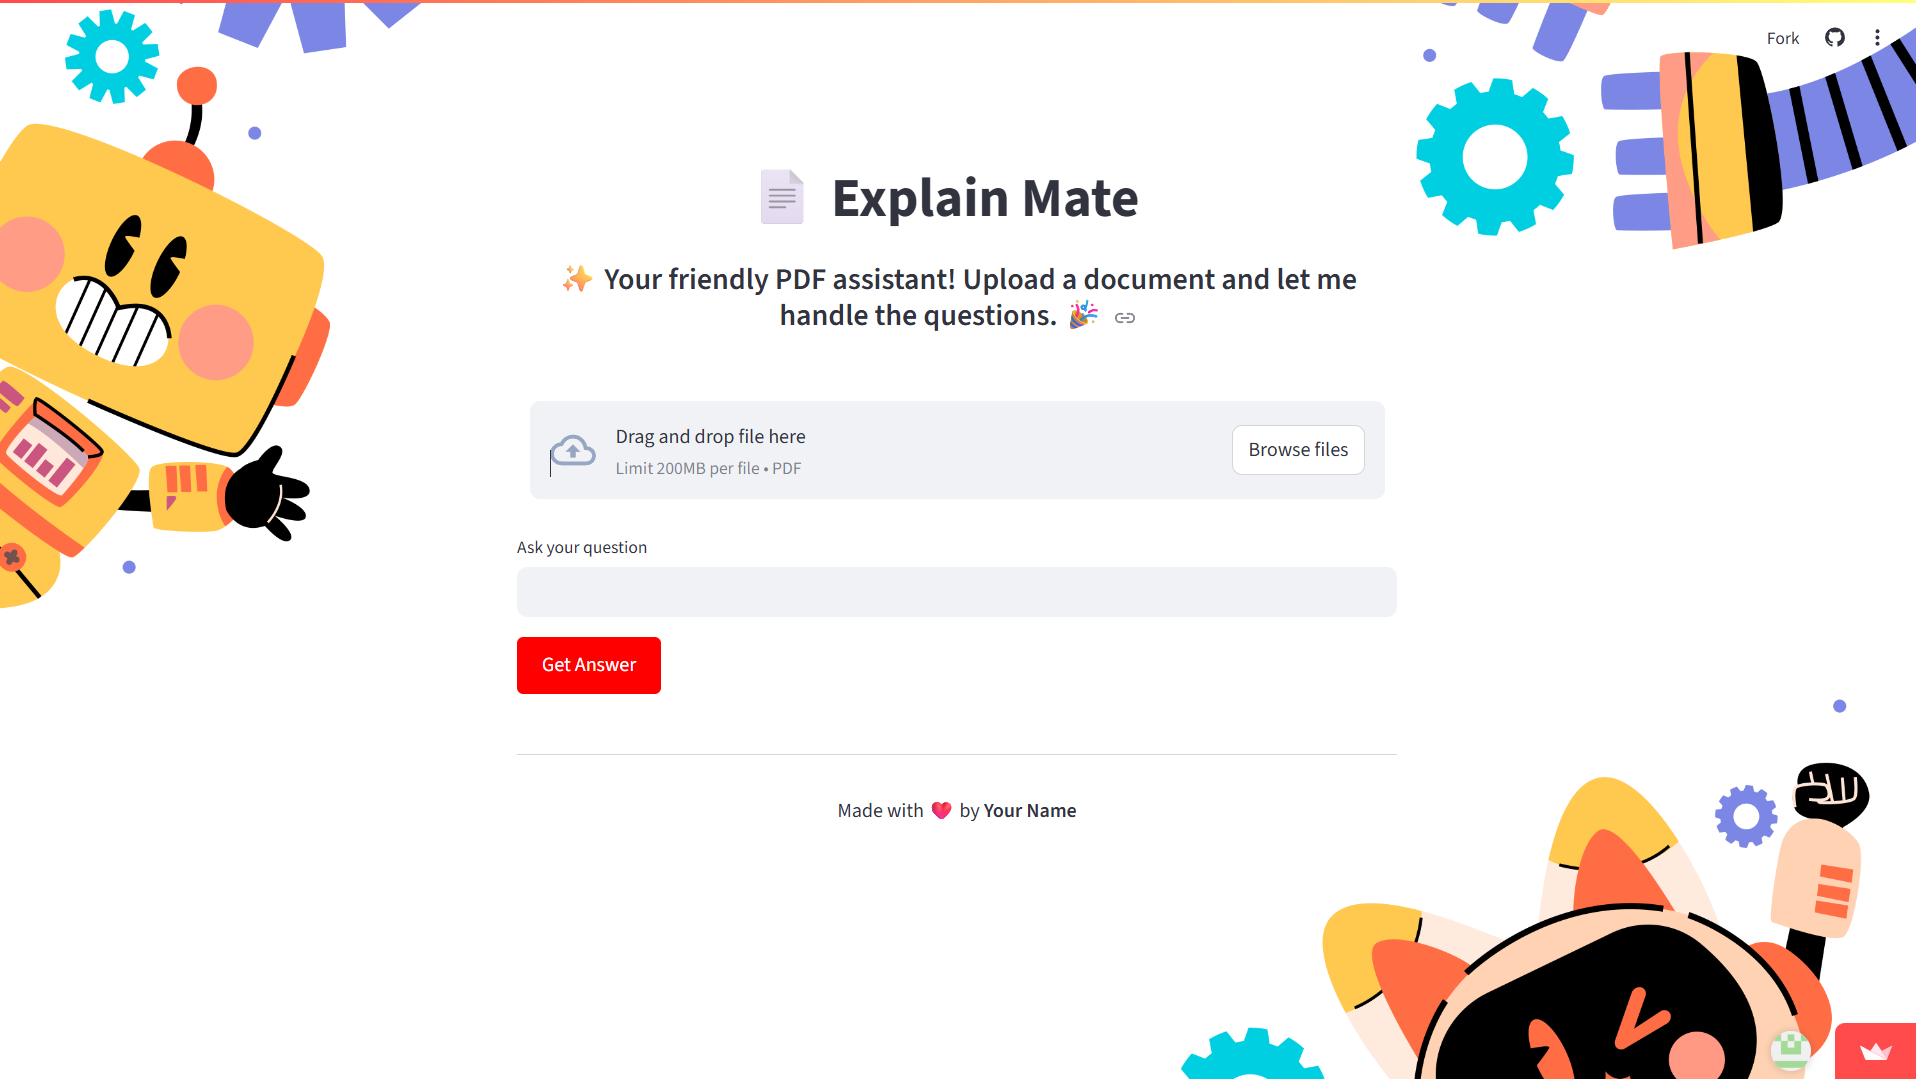 Fork
Explain Mate
✨ Your friendly PDF assistant! Upload a document and let me
handle the questions. 🎉
Drag and drop file here
Limit 200MB per file • PDF
Browse files
Ask your question
Get Answer
Made with ❤️ by Your Name